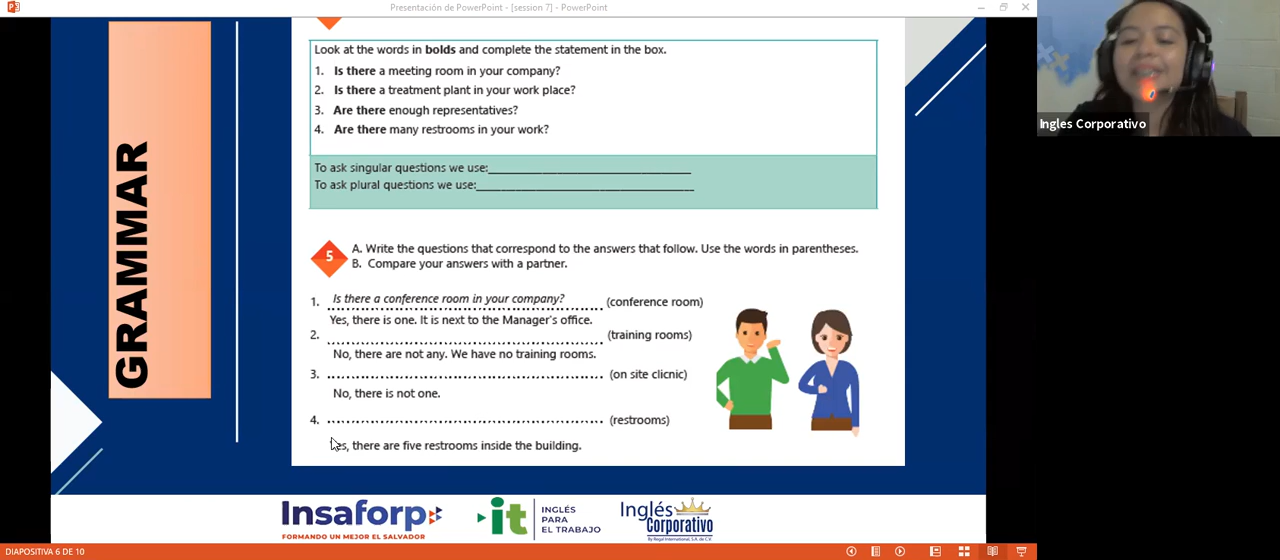 Presentación de PowerPoint - [session 7] - PowerPoint
Ingles Corporativo
GRAMMAR
Look at the words in bolds and complete the statement in the box.
1. Is there a meeting room in your company?
2. Is there a treatment plant in your work place?
3. Are there enough representatives?
4. Are there many restrooms in your work?
To ask singular questions we use:
To ask plural questions we use:
5
A. Write the questions that correspond to the answers that follow. Use the words in parentheses.
B. Compare your answers with a partner.
1. Is there a conference room in your company? (conference room)
Yes, there is one. It is next to the Manager's office.
2. (training rooms)
No, there are not any. We have no training rooms.
3. (on site clicnic)
No, there is not one.
4. (restrooms)
Yes, there are five restrooms inside the building.
Insaforp
FORMANDO UN MEJOR EL SALVADOR
it
INGLÉS
PARA
EL TRABAJO
Inglés
Corporativo
By Regal International, S.A. de C.V.
DIAPOSITIVA 6 DE 10